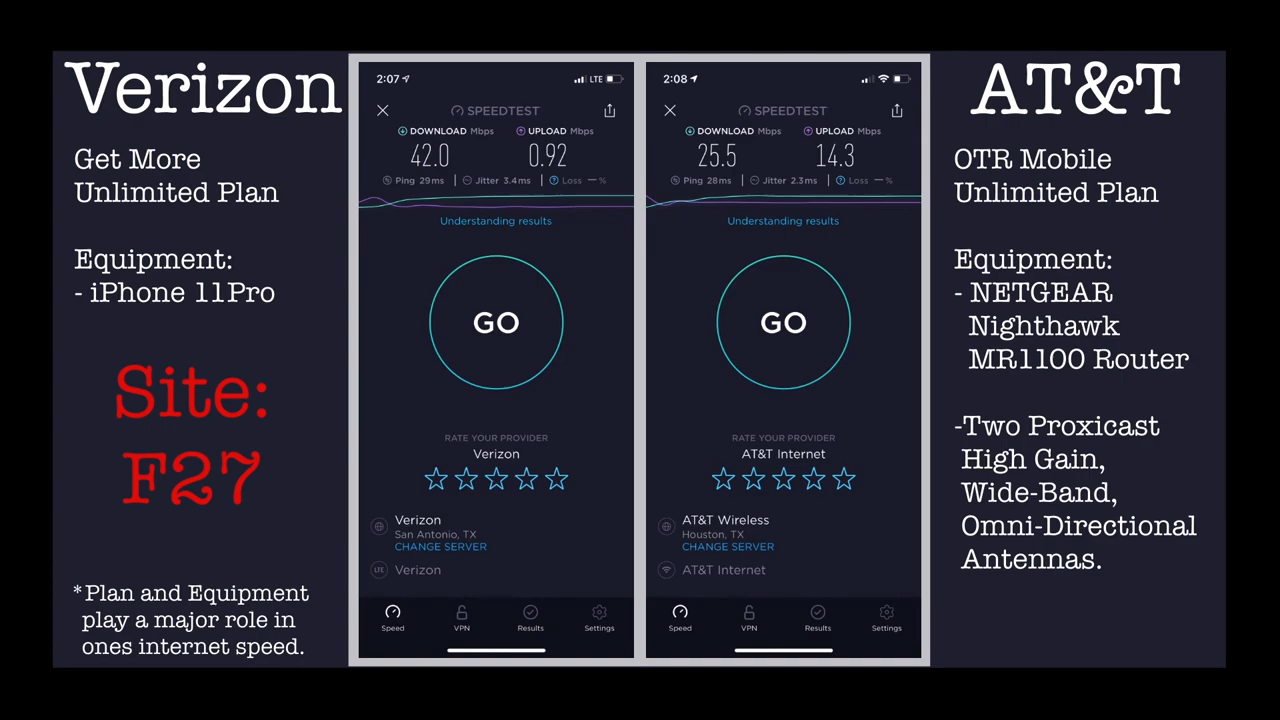 Verizon
Get More
Unlimited Plan
Equipment:
- iPhone 11Pro
Site:
F27
*Plan and Equipment
play a major role in
ones internet speed.
2:07 LTE
SPEEDTEST
DOWNLOAD Mbps UPLOAD Mbps
42.0 0.92
Ping 29ms Jitter 3.4ms Loss — %
Understanding results
GO
RATE YOUR PROVIDER
Verizon
Verizon
San Antonio, TX
CHANGE SERVER
LTE Verizon
Speed VPN Results Settings
2:08
SPEEDTEST
DOWNLOAD Mbps UPLOAD Mbps
25.5 14.3
Ping 28ms Jitter 2.3ms Loss — %
Understanding results
GO
RATE YOUR PROVIDER
AT&T Internet
AT&T Wireless
Houston, TX
CHANGE SERVER
AT&T Internet
Speed VPN Results Settings
AT&T
OTR Mobile
Unlimited Plan
Equipment:
- NETGEAR
Nighthawk
MR1100 Router
-Two Proxicast
High Gain,
Wide-Band,
Omni-Directional
Antennas.